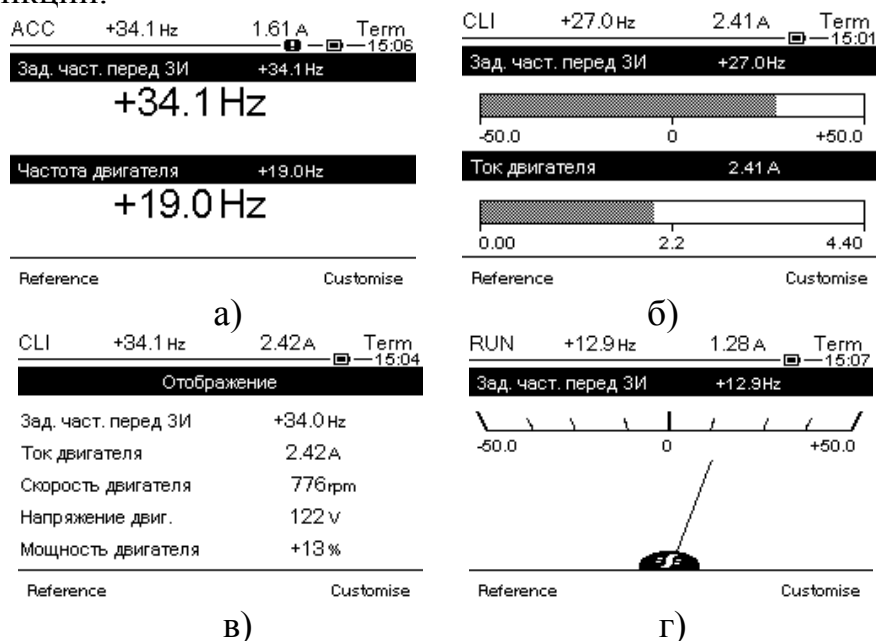 ACC +34.1 Hz 1.61 A Term
15:06
Зад. част. перед ЗИ +34.1 Hz
+34.1 Hz
Частота двигателя +19.0Hz
+19.0 Hz
Reference Customise
а)
CLI +27.0 Hz 2.41 A Term
15:01
Зад. част. перед ЗИ +27.0Hz
-50.0 0 +50.0
Ток двигателя 2.41 A
0.00 2.2 4.40
Reference Customise
б)
CLI +34.1 Hz 2.42 A Term
15:04
Отображение
Зад. част. перед ЗИ +34.0 Hz
Ток двигателя 2.42 A
Скорость двигателя 776 rpm
Напряжение двиг. 122 V
Мощность двигателя +13 %
Reference Customise
в)
RUN +12.9 Hz 1.28 A Term
15:07
Зад. част. перед ЗИ +12.9Hz
-50.0 0 +50.0
Reference Customise
г)